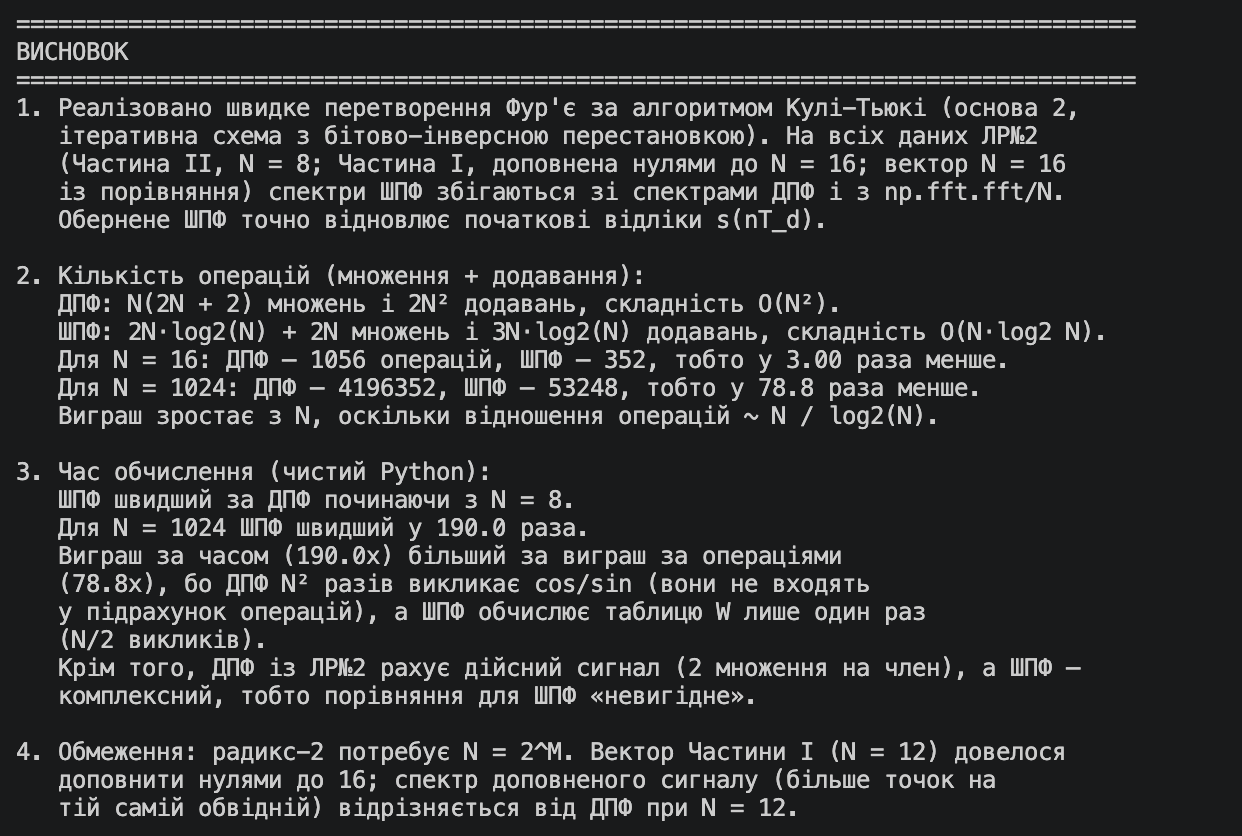 ================================================================================
ВИСНОВОК
================================================================================
1. Реалізовано швидке перетворення Фур'є за алгоритмом Кулі–Тьюкі (основа 2,
   ітеративна схема з бітово–інверсною перестановкою). На всіх даних ЛР№2
   (Частина II, N = 8; Частина I, доповнена нулями до N = 16; вектор N = 16
   із порівняння) спектри ШПФ збігаються зі спектрами ДПФ і з np.fft.fft/N.
   Обернене ШПФ точно відновлює початкові відліки s(nT_d).

2. Кількість операцій (множення + додавання):
   ДПФ: N(2N + 2) множень і 2N² додавань, складність O(N²).
   ШПФ: 2N·log2(N) + 2N множень і 3N·log2(N) додавань, складність O(N·log2 N).
   Для N = 16: ДПФ — 1056 операцій, ШПФ — 352, тобто у 3.00 раза менше.
   Для N = 1024: ДПФ — 4196352, ШПФ — 53248, тобто у 78.8 раза менше.
   Виграш зростає з N, оскільки відношення операцій ~ N / log2(N).

3. Час обчислення (чистий Python):
   ШПФ швидший за ДПФ починаючи з N = 8.
   Для N = 1024 ШПФ швидший у 190.0 раза.
   Виграш за часом (190.0x) більший за виграш за операціями
   (78.8x), бо ДПФ N² разів викликає cos/sin (вони не входять
   у підрахунок операцій), а ШПФ обчислює таблицю W лише один раз
   (N/2 викликів).
   Крім того, ДПФ із ЛР№2 рахує дійсний сигнал (2 множення на член), а ШПФ —
   комплексний, тобто порівняння для ШПФ «невигідне».

4. Обмеження: радикс–2 потребує N = 2^M. Вектор Частини I (N = 12) довелося
   доповнити нулями до 16; спектр доповненого сигналу (більше точок на
   тій самій обвідній) відрізняється від ДПФ при N = 12.